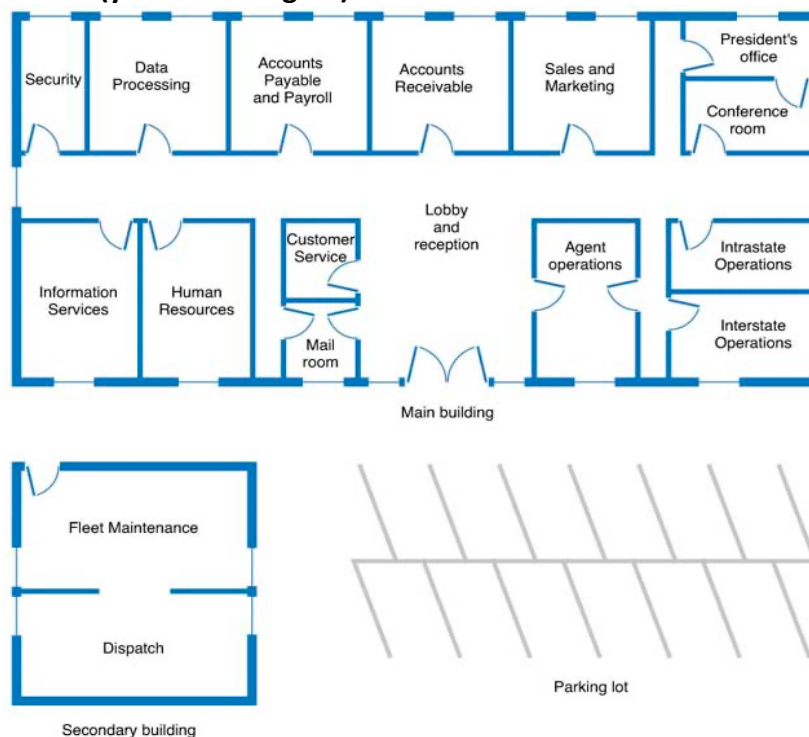 Security
Data
Processing
Accounts
Payable
and Payroll
Accounts
Receivable
Sales and
Marketing
President's
office
Conference
room
Information
Services
Human
Resources
Customer
Service
Mail
room
Lobby
and
reception
Agent
operations
Intrastate
Operations
Interstate
Operations
Main building
Fleet Maintenance
Dispatch
Secondary building
Parking lot